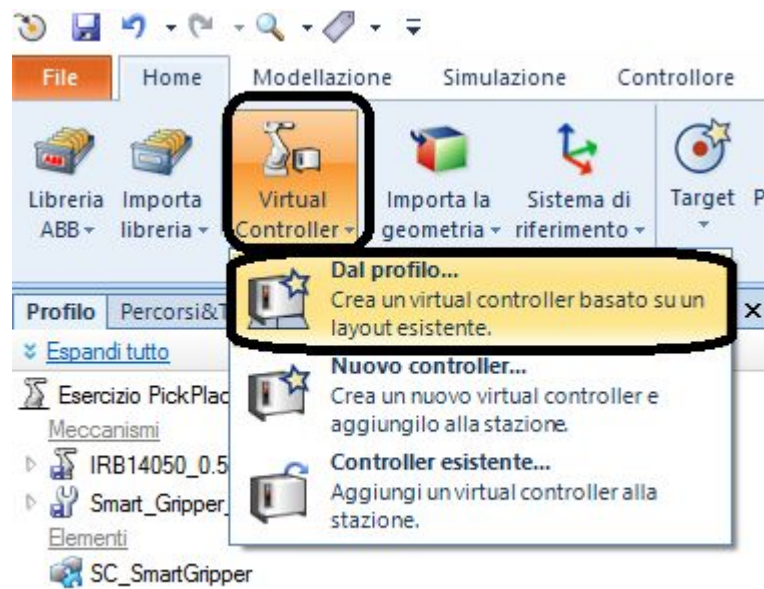 File Home Modellazione Simulazione Controllore
Libreria Importa Virtual Importa la Sistema di Target
ABB libreria Controller geometria riferimento
Dal profilo...
Crea un virtual controller basato su un
layout esistente.
Nuovo controller...
Crea un nuovo virtual controller e
aggiungilo alla stazione.
Controller esistente...
Aggiungi un virtual controller alla
stazione.
Profilo Percorsi&T
Espandi tutto
Esercizio PickPlac
Meccanismi
IRB14050_0.5
Smart_Gripper_
Elementi
SC_SmartGripper